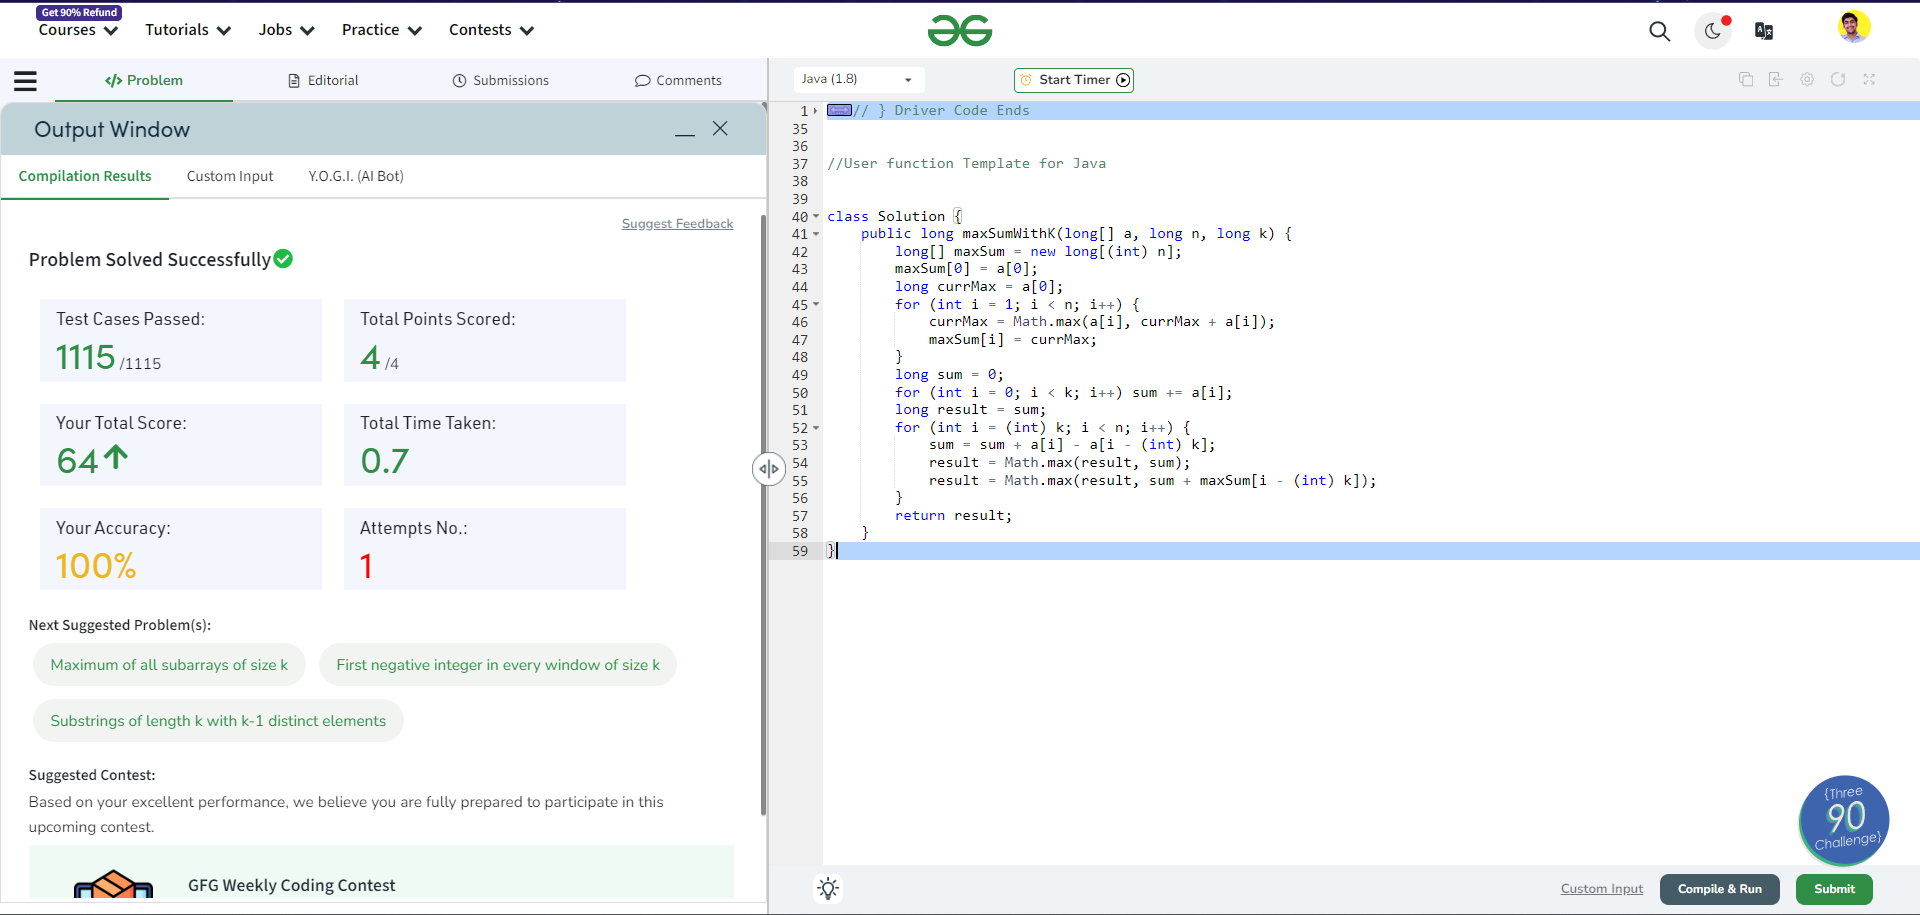 Get 90% Refund
Courses
Tutorials
Jobs
Practice
Contests
Problem
Editorial
Submissions
Comments
Output Window
Compilation Results
Custom Input
Y.O.G.I. (AI Bot)
Suggest Feedback
Problem Solved Successfully
Test Cases Passed:
1115 /1115
Total Points Scored:
4 /4
Your Total Score:
64
Total Time Taken:
0.7
Your Accuracy:
100%
Attempts No.:
1
Next Suggested Problem(s):
Maximum of all subarrays of size k
First negative integer in every window of size k
Substrings of length k with k-1 distinct elements
Suggested Contest:
Based on your excellent performance, we believe you are fully prepared to participate in this
upcoming contest.
GFG Weekly Coding Contest
Java (1.8)
Start Timer
1 // } Driver Code Ends
35
36
37 //User function Template for Java
38
39
40 class Solution {
41     public long maxSumWithK(long[] a, long n, long k) {
42         long[] maxSum = new long[(int) n];
43         maxSum[0] = a[0];
44         long currMax = a[0];
45         for (int i = 1; i < n; i++) {
46             currMax = Math.max(a[i], currMax + a[i]);
47             maxSum[i] = currMax;
48         }
49         long sum = 0;
50         for (int i = 0; i < k; i++) sum += a[i];
51         long result = sum;
52         for (int i = (int) k; i < n; i++) {
53             sum = sum + a[i] - a[i - (int) k];
54             result = Math.max(result, sum);
55             result = Math.max(result, sum + maxSum[i - (int) k]);
56         }
57         return result;
58     }
59 }
{Three
90
Challenge}
Custom Input
Compile & Run
Submit